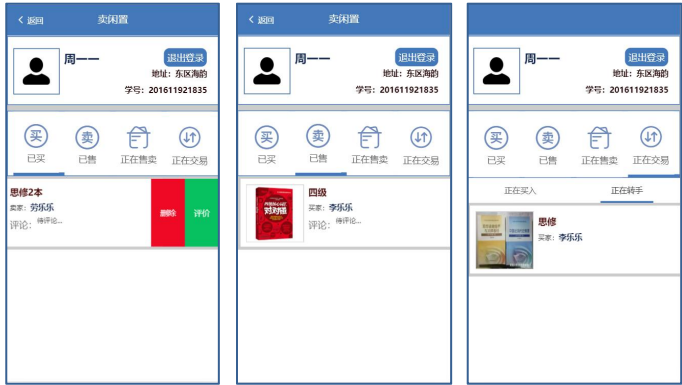 返回 卖闲置
周一一
退出登录
地址：东区海韵
学号：201611921835
买 卖
已买 已售 正在售卖 正在交易
思修2本
卖家：劳乐乐
评论：待评论...
删除 评价
返回 卖闲置
周一一
退出登录
地址：东区海韵
学号：201611921835
买 卖
已买 已售 正在售卖 正在交易
四级
买家：李乐乐
评论：待评论...
对对猫
周一一
退出登录
地址：东区海韵
学号：201611921835
买 卖
已买 已售 正在售卖 正在交易
正在买入 正在转手
思修
买家：李乐乐